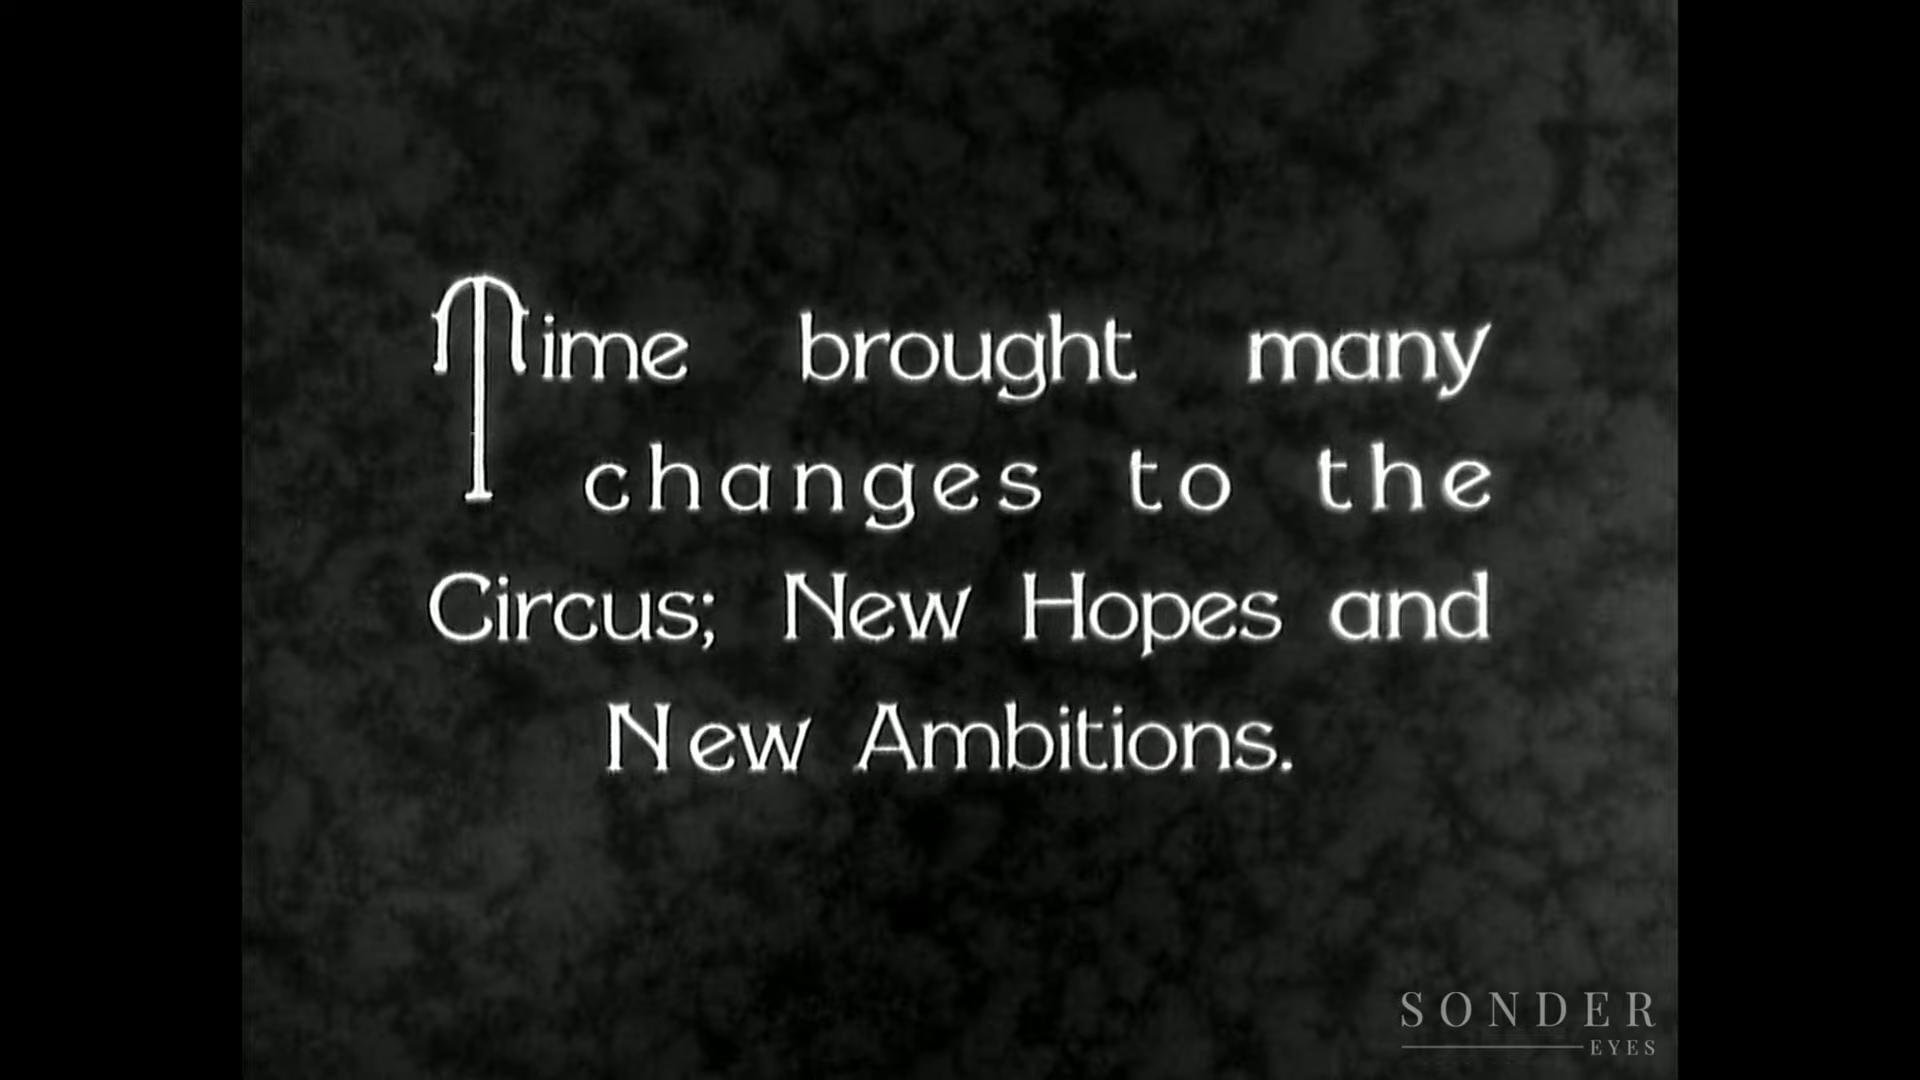 Time brought many
changes to the
Circus; New Hopes and
New Ambitions.
SONDER
EYES